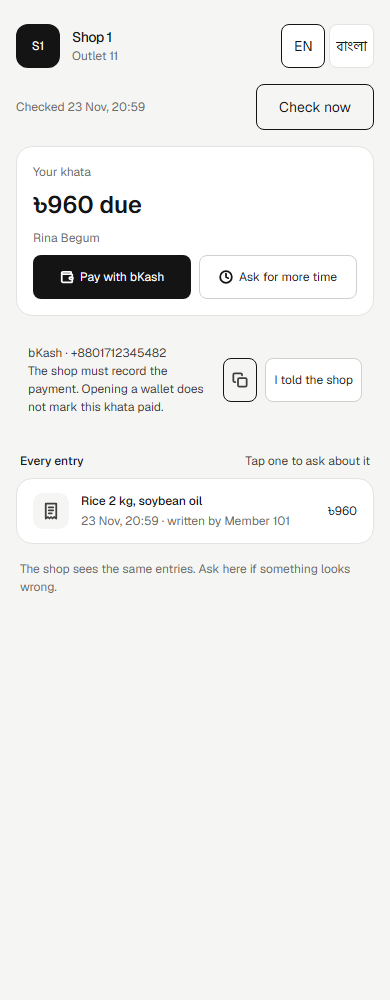 S1
Shop 1
Outlet 11
EN
বাংলা
Checked 23 Nov, 20:59
Check now
Your khata
৳960 due
Rina Begum
Pay with bKash
Ask for more time
bKash · +8801712345482
The shop must record the
payment. Opening a wallet does
not mark this khata paid.
I told the shop
Every entry
Tap one to ask about it
Rice 2 kg, soybean oil
23 Nov, 20:59 · written by Member 101
৳960
The shop sees the same entries. Ask here if something looks
wrong.